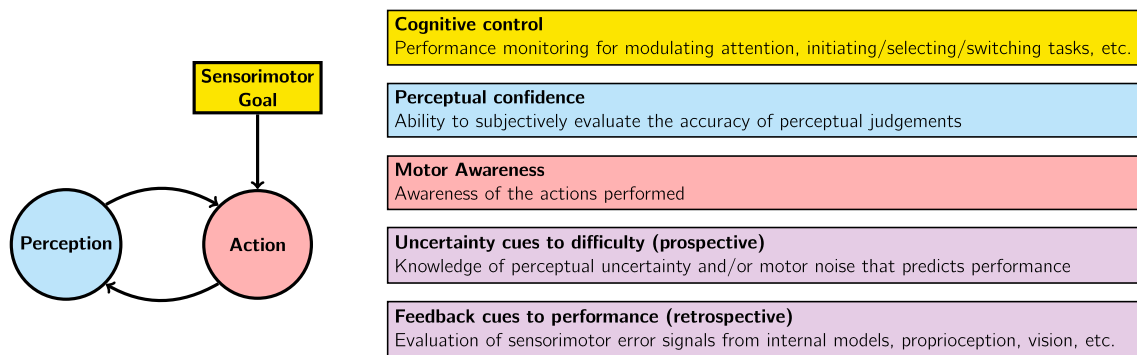 Sensorimotor
Goal
Perception
Action
Cognitive control
Performance monitoring for modulating attention, initiating/selecting/switching tasks, etc.
Perceptual confidence
Ability to subjectively evaluate the accuracy of perceptual judgements
Motor Awareness
Awareness of the actions performed
Uncertainty cues to difficulty (prospective)
Knowledge of perceptual uncertainty and/or motor noise that predicts performance
Feedback cues to performance (retrospective)
Evaluation of sensorimotor error signals from internal models, proprioception, vision, etc.